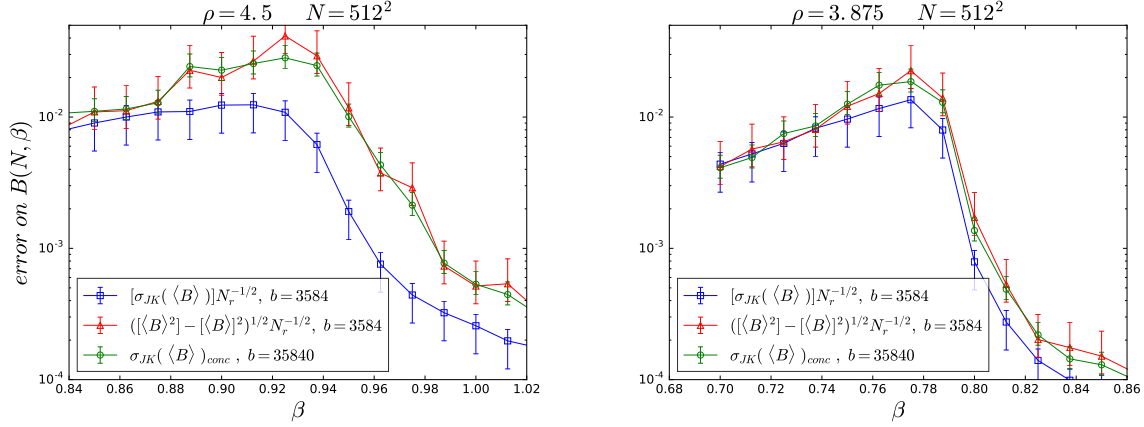 ρ = 4.5 N = 512²
error on B(N, β)
10⁻²
10⁻³
10⁻⁴
[σ_JK( ⟨B⟩ )]N_r^{-1/2}, b = 3584
([⟨B⟩²] − [⟨B⟩]²)^{1/2} N_r^{-1/2}, b = 3584
σ_JK( ⟨B⟩ )_conc , b = 35840
0.84 0.86 0.88 0.90 0.92 0.94 0.96 0.98 1.00 1.02
β
ρ = 3.875 N = 512²
10⁻²
10⁻³
10⁻⁴
[σ_JK( ⟨B⟩ )]N_r^{-1/2}, b = 3584
([⟨B⟩²] − [⟨B⟩]²)^{1/2} N_r^{-1/2}, b = 3584
σ_JK( ⟨B⟩ )_conc , b = 35840
0.68 0.70 0.72 0.74 0.76 0.78 0.80 0.82 0.84 0.86
β